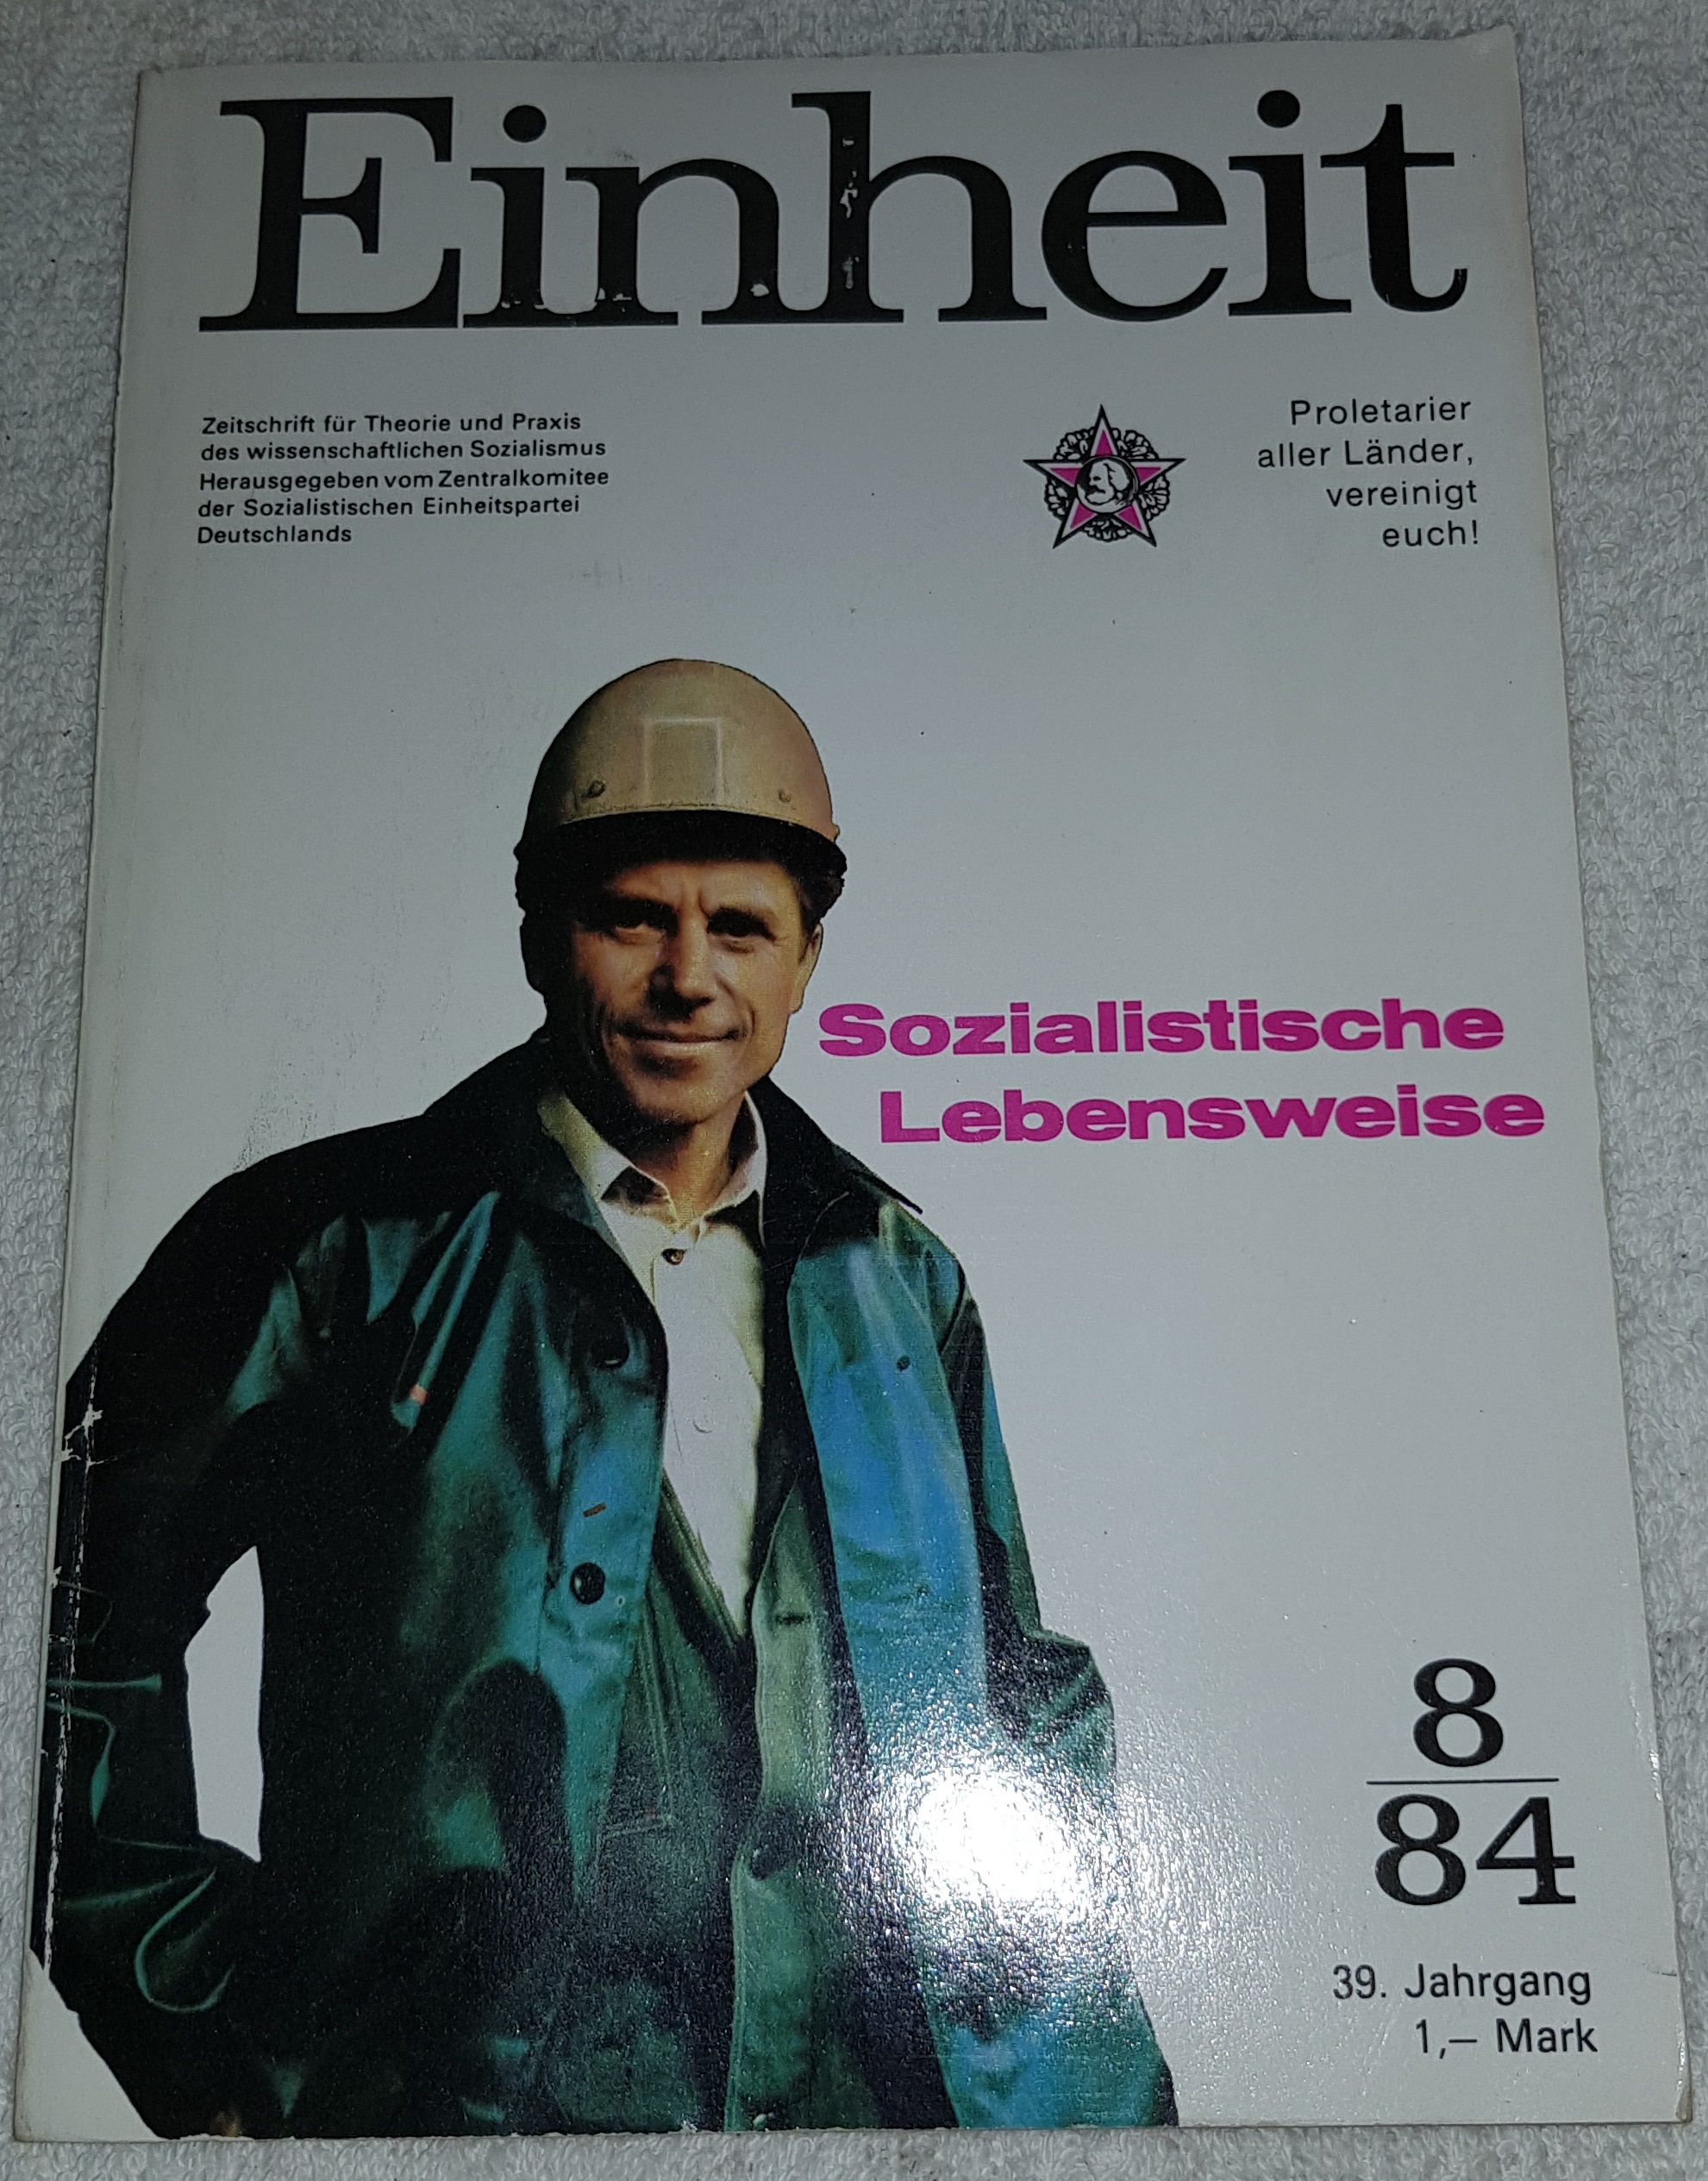 Einheit
Zeitschrift für Theorie und Praxis
des wissenschaftlichen Sozialismus
Herausgegeben vom Zentralkomitee
der Sozialistischen Einheitspartei
Deutschlands
Proletarier
aller Länder,
vereinigt
euch!
Sozialistische
Lebensweise
8
84
39. Jahrgang
1,— Mark